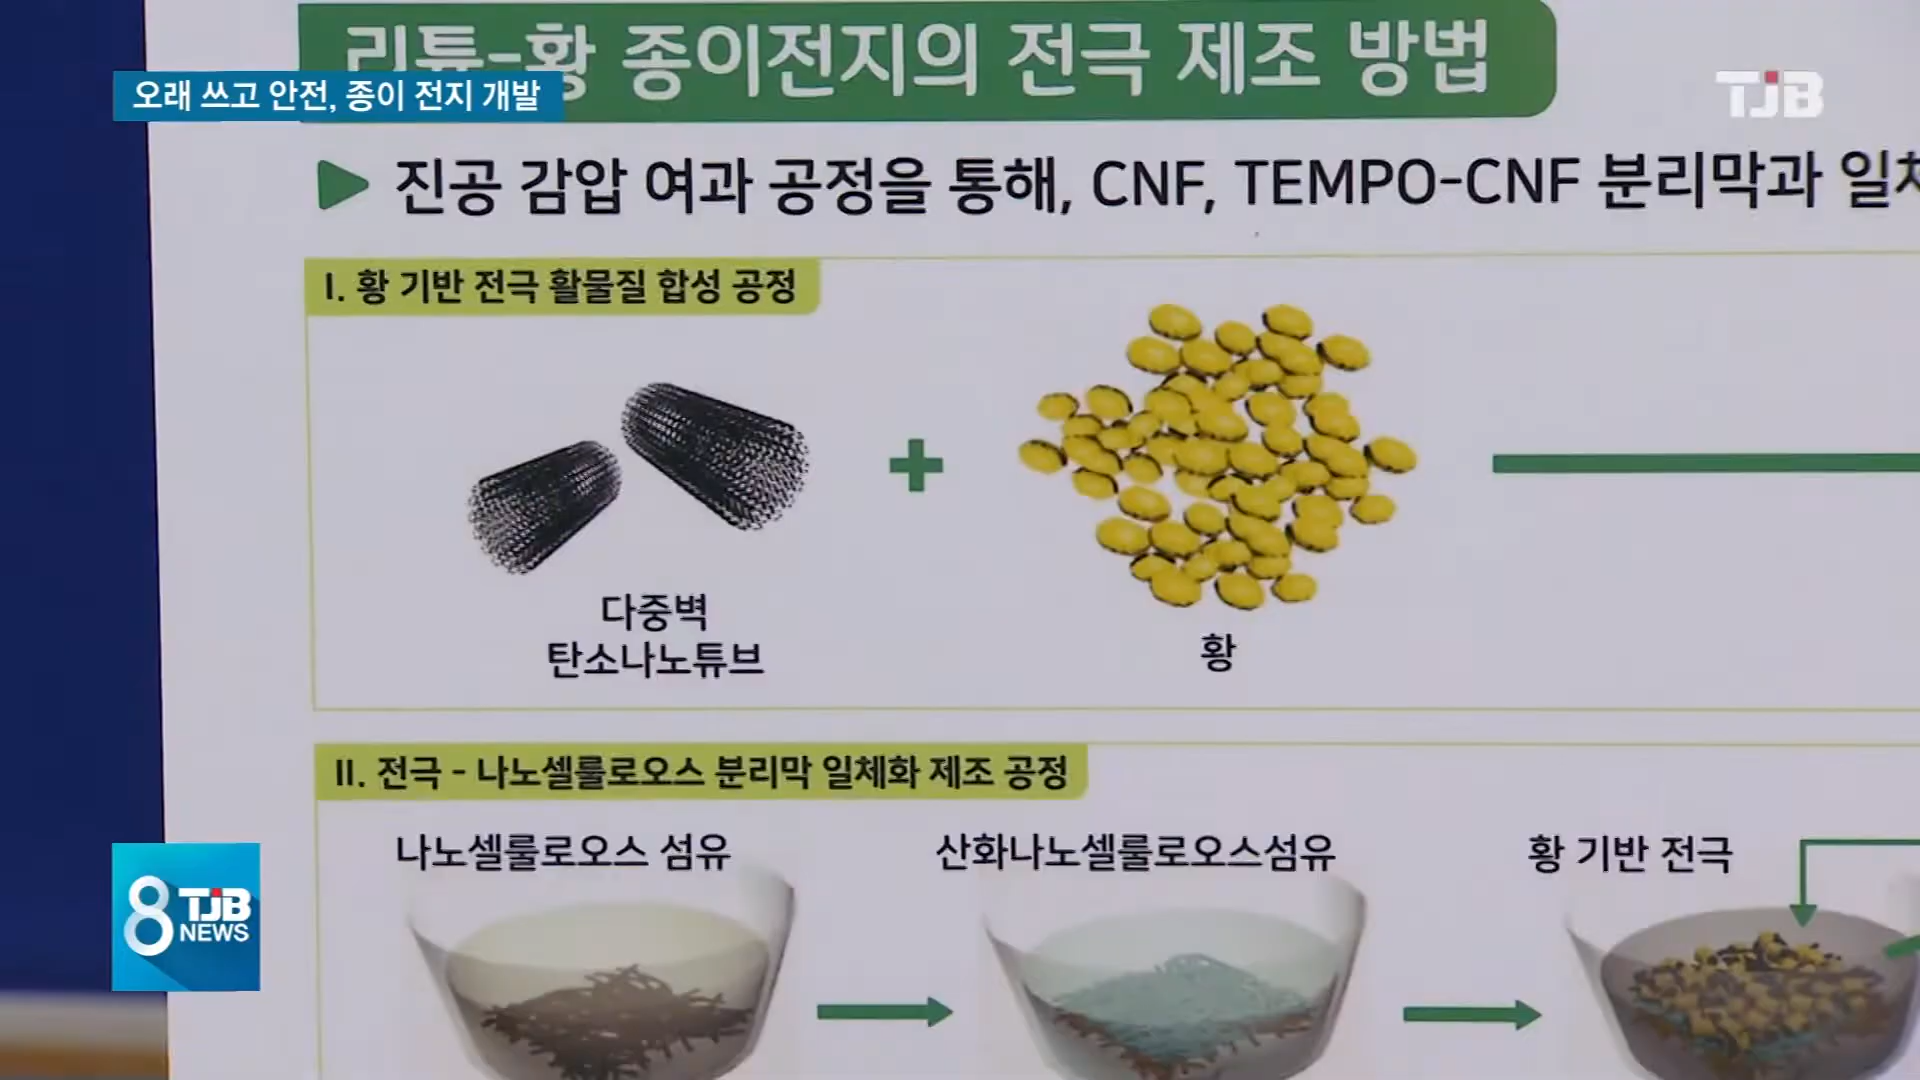 리튬-황 종이전지의 전극 제조 방법
오래 쓰고 안전, 종이 전지 개발
TJB
진공 감압 여과 공정을 통해, CNF, TEMPO-CNF 분리막과
I. 황 기반 전극 활물질 합성 공정
다중벽
탄소나노튜브
황
II. 전극 - 나노셀룰로오스 분리막 일체화 제조 공정
나노셀룰로오스 섬유
산화나노셀룰로오스섬유
황 기반 전극
8 TJB
NEWS